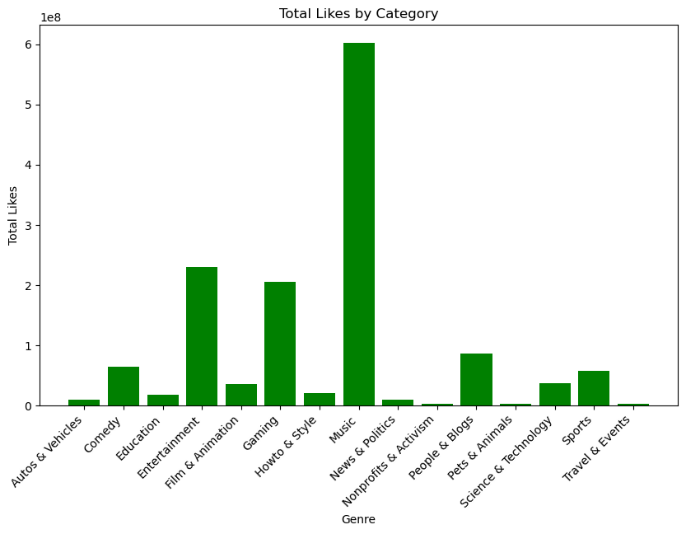 Total Likes by Category
1e8
6
5
4
3
2
1
0
Total Likes
Autos & Vehicles
Comedy
Education
Entertainment
Film & Animation
Gaming
Howto & Style
Music
News & Politics
Nonprofits & Activism
People & Blogs
Pets & Animals
Science & Technology
Sports
Travel & Events
Genre